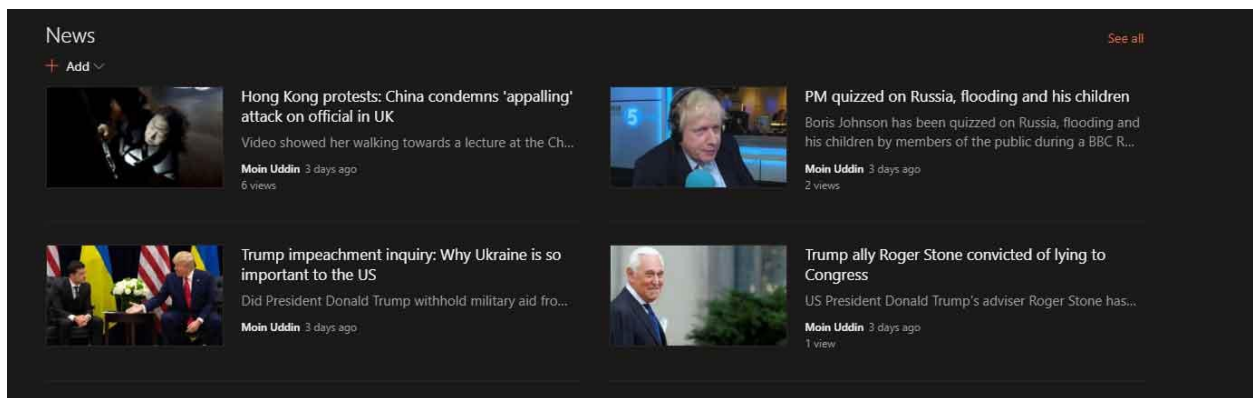 News
See all
+ Add
Hong Kong protests: China condemns 'appalling'
attack on official in UK
Video showed her walking towards a lecture at the Ch...
Moin Uddin 3 days ago
6 views
5
PM quizzed on Russia, flooding and his children
Boris Johnson has been quizzed on Russia, flooding and
his children by members of the public during a BBC R...
Moin Uddin 3 days ago
2 views
Trump impeachment inquiry: Why Ukraine is so
important to the US
Did President Donald Trump withhold military aid fro...
Moin Uddin 3 days ago
Trump ally Roger Stone convicted of lying to
Congress
US President Donald Trump's adviser Roger Stone has...
Moin Uddin 3 days ago
1 view